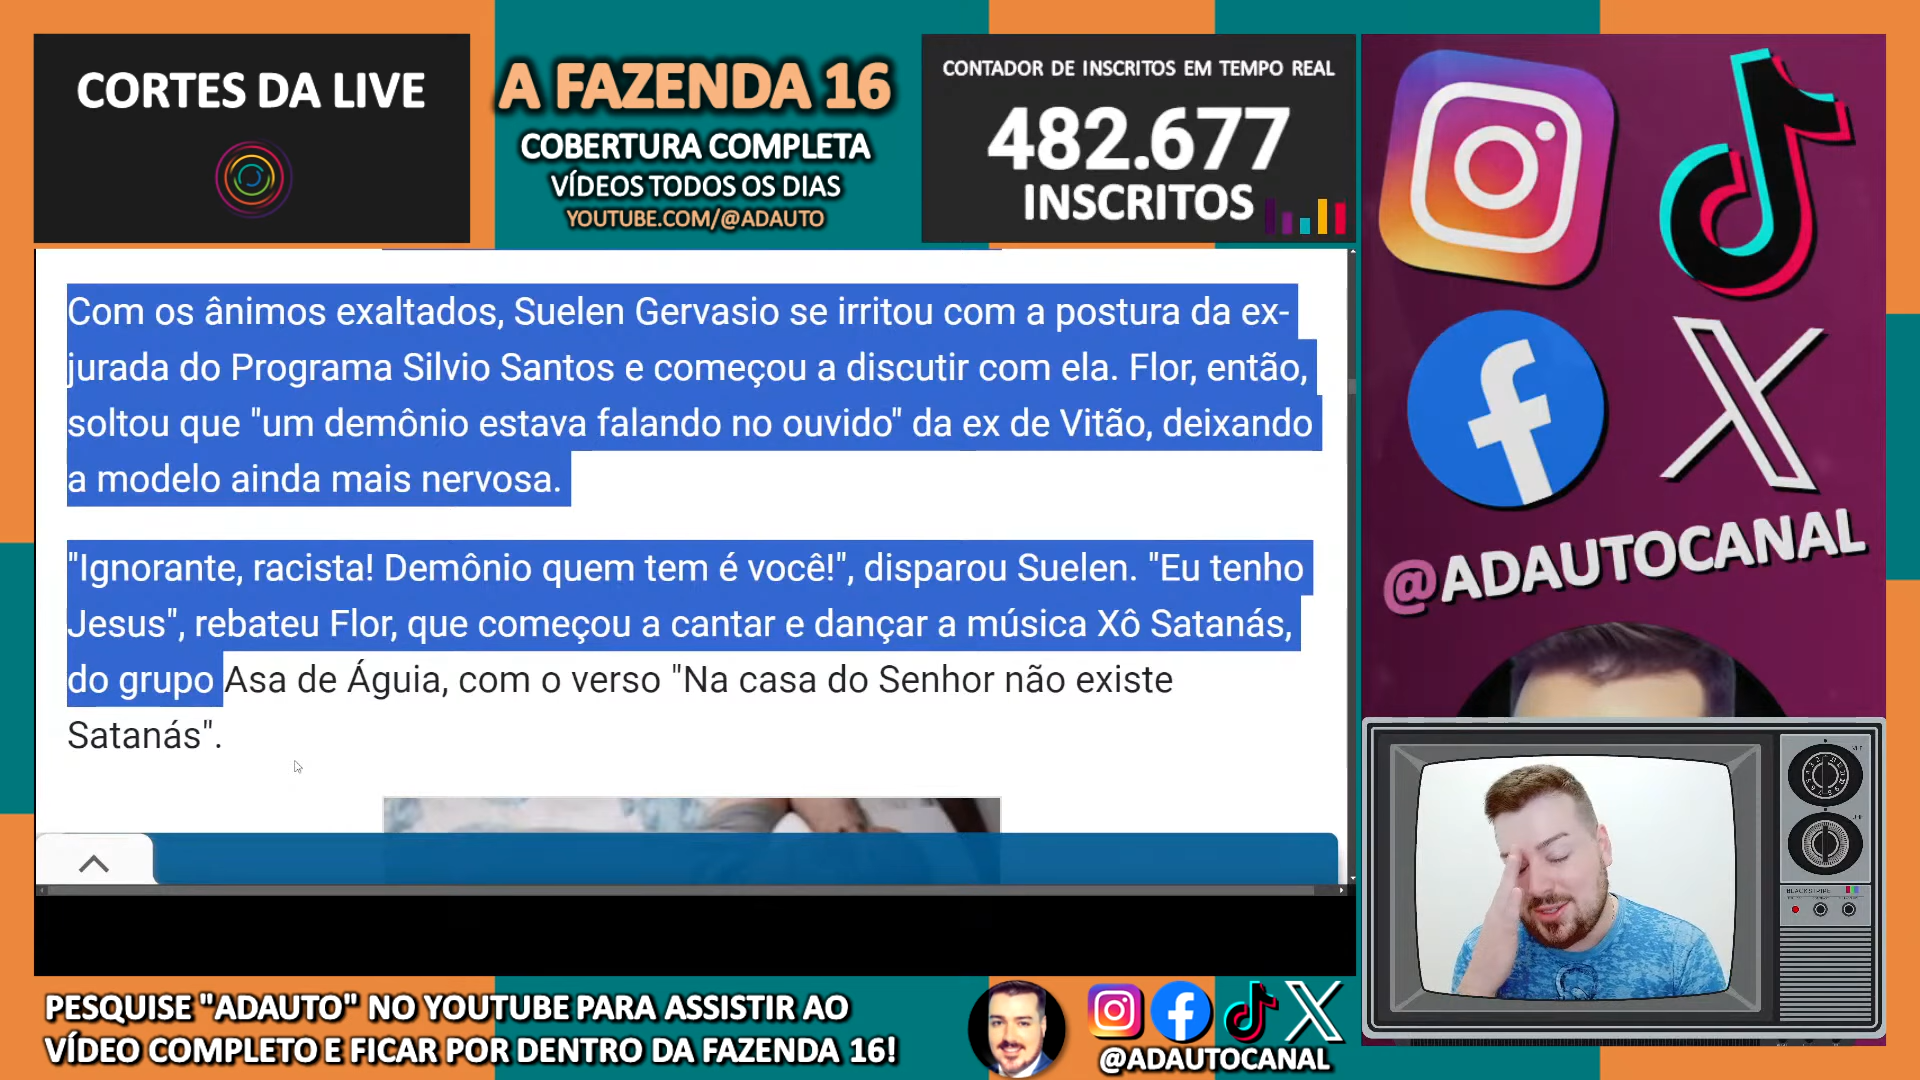 CORTES DA LIVE
A FAZENDA 16
COBERTURA COMPLETA
VÍDEOS TODOS OS DIAS
YOUTUBE.COM/@ADAUTO
CONTADOR DE INSCRITOS EM TEMPO REAL
482.677
INSCRITOS
Com os ânimos exaltados, Suelen Gervasio se irritou com a postura da ex-
jurada do Programa Silvio Santos e começou a discutir com ela. Flor, então,
soltou que "um demônio estava falando no ouvido" da ex de Vitão, deixando
a modelo ainda mais nervosa.
"Ignorante, racista! Demônio quem tem é você!", disparou Suelen. "Eu tenho
Jesus", rebateu Flor, que começou a cantar e dançar a música Xô Satanás,
do grupo Asa de Águia, com o verso "Na casa do Senhor não existe
Satanás".
@ADAUTOCANAL
PESQUISE "ADAUTO" NO YOUTUBE PARA ASSISTIR AO
VÍDEO COMPLETO E FICAR POR DENTRO DA FAZENDA 16!
@ADAUTOCANAL